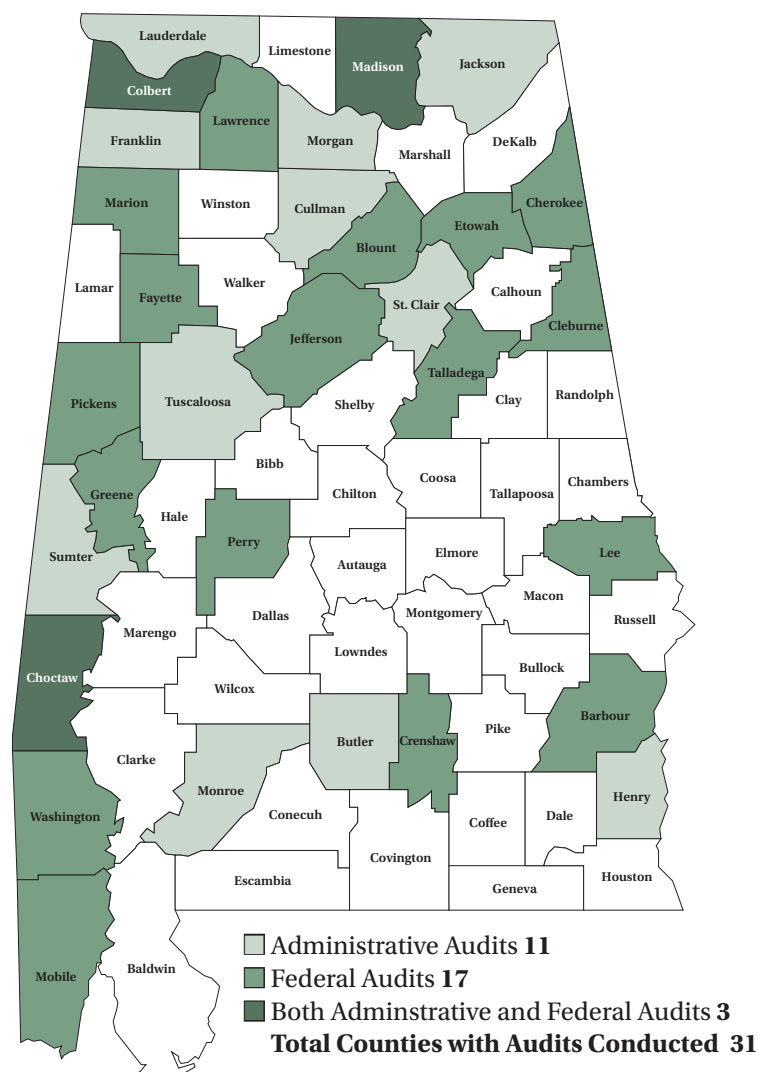 Lauderdale
Limestone
Madison
Jackson
Colbert
Lawrence
Franklin
Morgan
Marshall
DeKalb
Marion
Winston
Cullman
Cherokee
Blount
Etowah
Lamar
Fayette
Walker
St. Clair
Calhoun
Cleburne
Jefferson
Talladega
Pickens
Tuscaloosa
Shelby
Clay
Randolph
Bibb
Greene
Hale
Chilton
Coosa
Tallapoosa
Chambers
Sumter
Perry
Autauga
Elmore
Lee
Marengo
Dallas
Montgomery
Macon
Russell
Choctaw
Lowndes
Bullock
Wilcox
Clarke
Butler
Crenshaw
Pike
Barbour
Washington
Monroe
Conecuh
Coffee
Dale
Henry
Covington
Escambia
Geneva
Houston
Mobile
Baldwin
Administrative Audits 11
Federal Audits 17
Both Adminstrative and Federal Audits 3
Total Counties with Audits Conducted 31